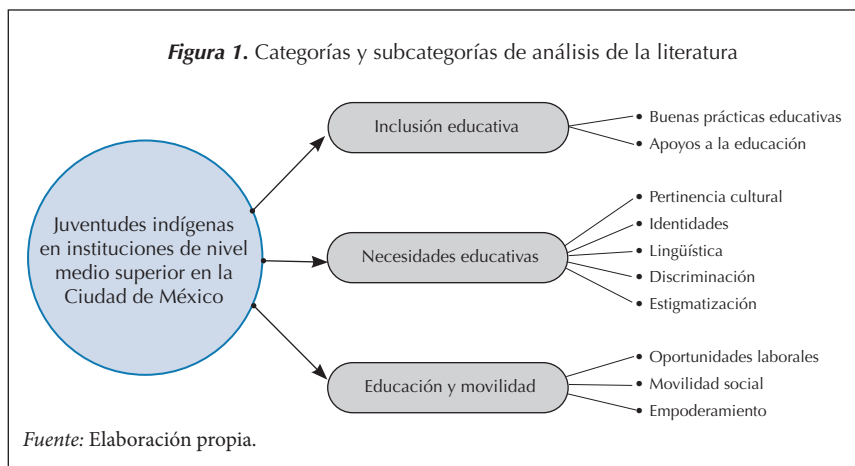 Figura 1. Categorías y subcategorías de análisis de la literatura
Juventudes indígenas
en instituciones de nivel
medio superior en la
Ciudad de México
Inclusión educativa
• Buenas prácticas educativas
• Apoyos a la educación
Necesidades educativas
• Pertinencia cultural
• Identidades
• Lingüística
• Discriminación
• Estigmatización
Educación y movilidad
• Oportunidades laborales
• Movilidad social
• Empoderamiento
Fuente: Elaboración propia.